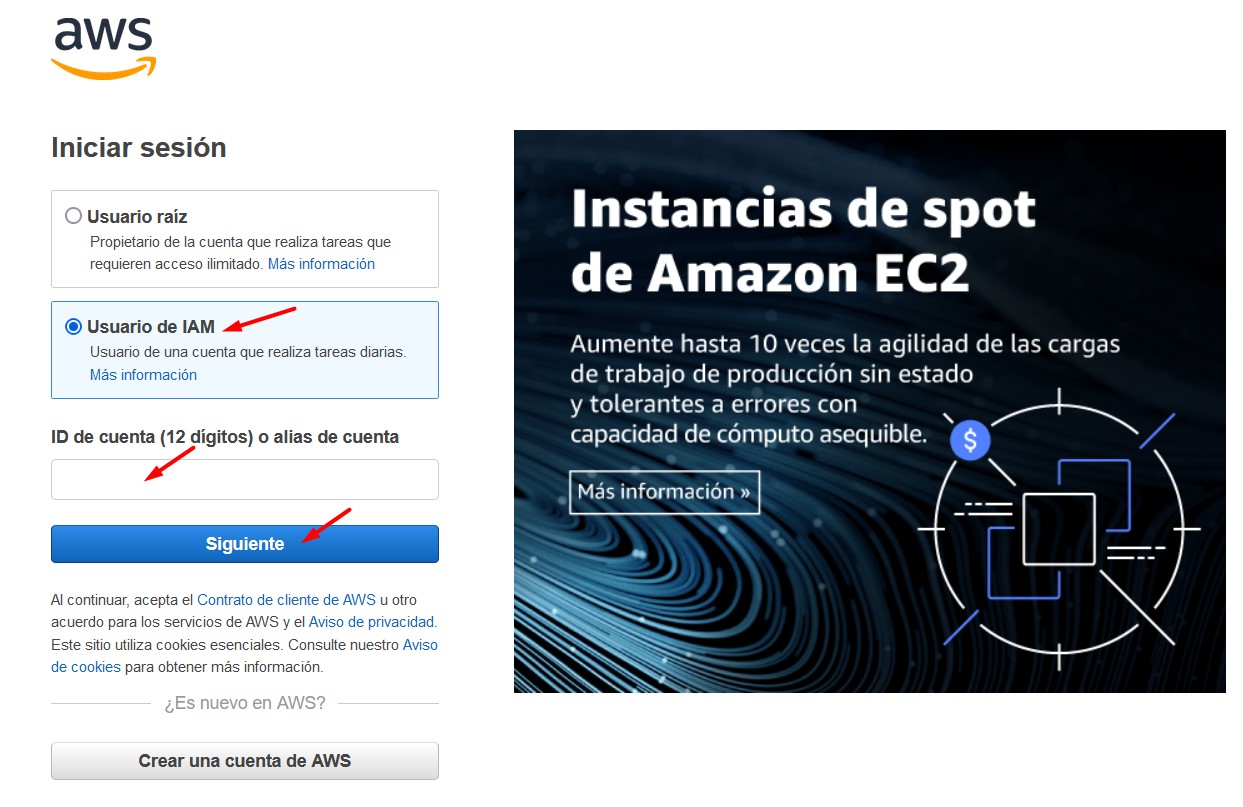 aws
Iniciar sesión
Usuario raíz
Propietario de la cuenta que realiza tareas que
requieren acceso ilimitado. Más información
Usuario de IAM
Usuario de una cuenta que realiza tareas diarias.
Más información
ID de cuenta (12 dígitos) o alias de cuenta
Siguiente
Al continuar, acepta el Contrato de cliente de AWS u otro
acuerdo para los servicios de AWS y el Aviso de privacidad.
Este sitio utiliza cookies esenciales. Consulte nuestro Aviso
de cookies para obtener más información.
¿Es nuevo en AWS?
Crear una cuenta de AWS
Instancias de spot
de Amazon EC2
Aumente hasta 10 veces la agilidad de las cargas
de trabajo de producción sin estado
y tolerantes a errores con
capacidad de cómputo asequible.
$
Más información »